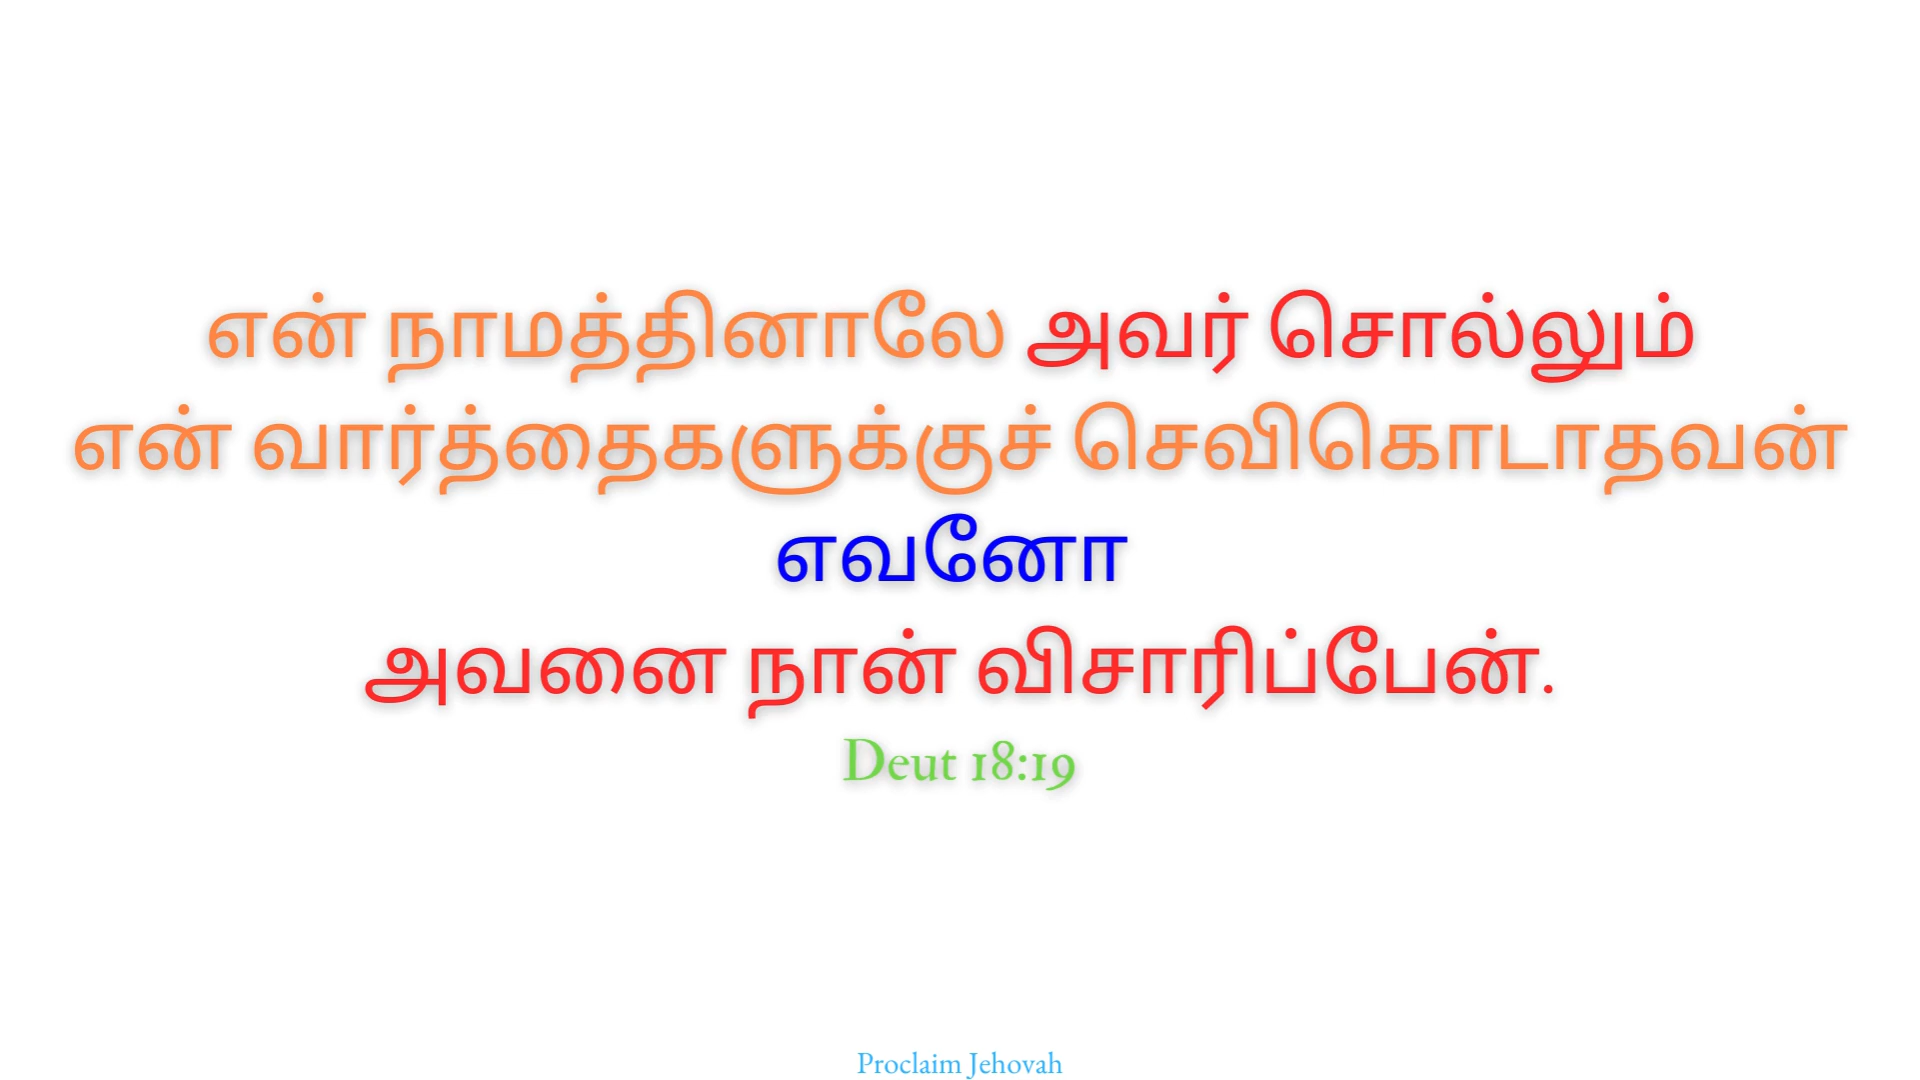 என் நாமத்தினாலே அவர் சொல்லும்
என் வார்த்தைகளுக்குச் செவிகொடாதவன்
எவனோ
அவனை நான் விசாரிப்பேன்.
Deut 18:19
Proclaim Jehovah